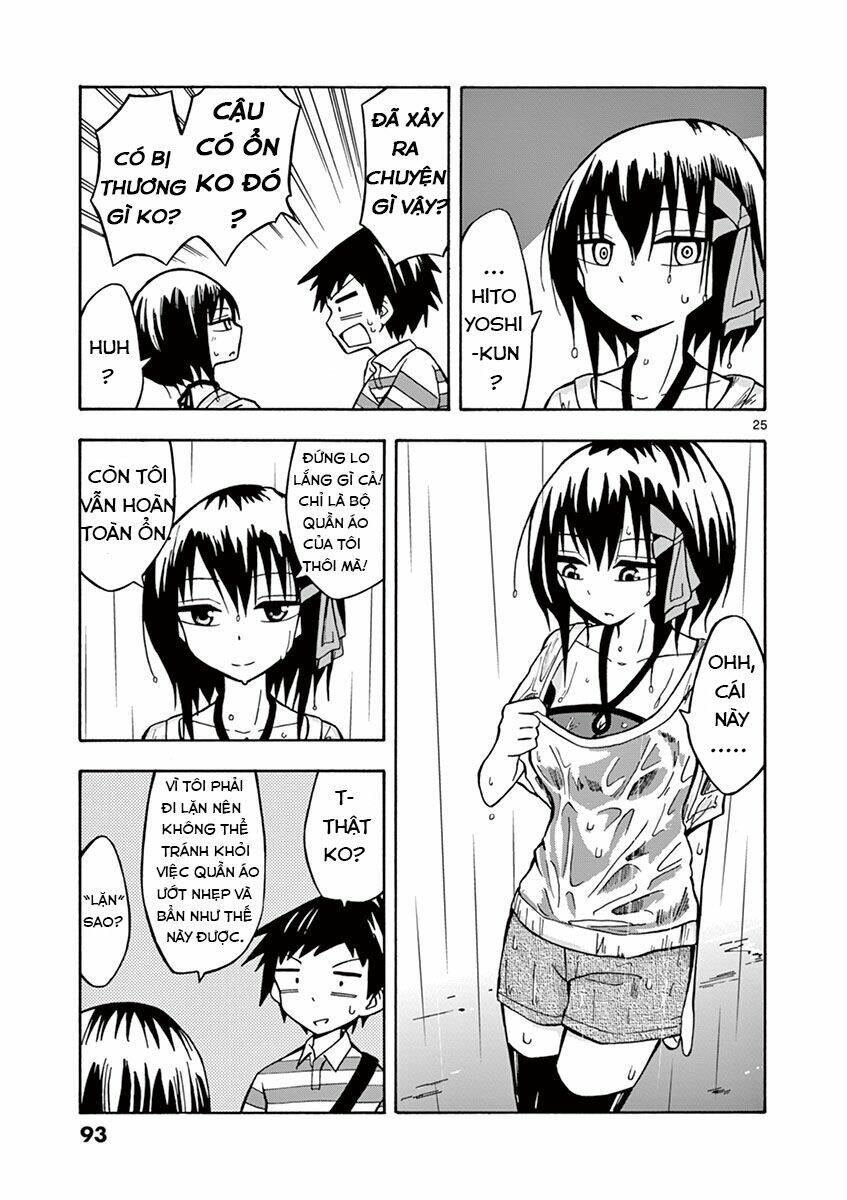 ...
HITO
YOSHI
-KUN
?
ĐÃ XẢY
RA
CHUYỆN
GÌ VẬY?
CẬU
CÓ ỔN
KO ĐÓ
?
CÓ BỊ
THƯƠNG
GÌ KO?
HUH
?
25
OHH,
CÁI
NÀY
.....
ĐỨNG LO
LẮNG GÌ CẢ!
CHỈ LÀ BỘ
QUẦN ÁO
CỦA TÔI
THÔI MÀ!
CÒN TÔI
VẪN HOÀN
TOÀN ỔN.
T-
THẬT
KO?
VÌ TÔI PHẢI
ĐI LẶN NÊN
KHÔNG THỂ
TRÁNH KHỎI
VIỆC QUẦN ÁO
ƯỚT NHẸP VÀ
BẨN NHƯ THẾ
NÀY ĐƯỢC.
"LẶN"
SAO?
93